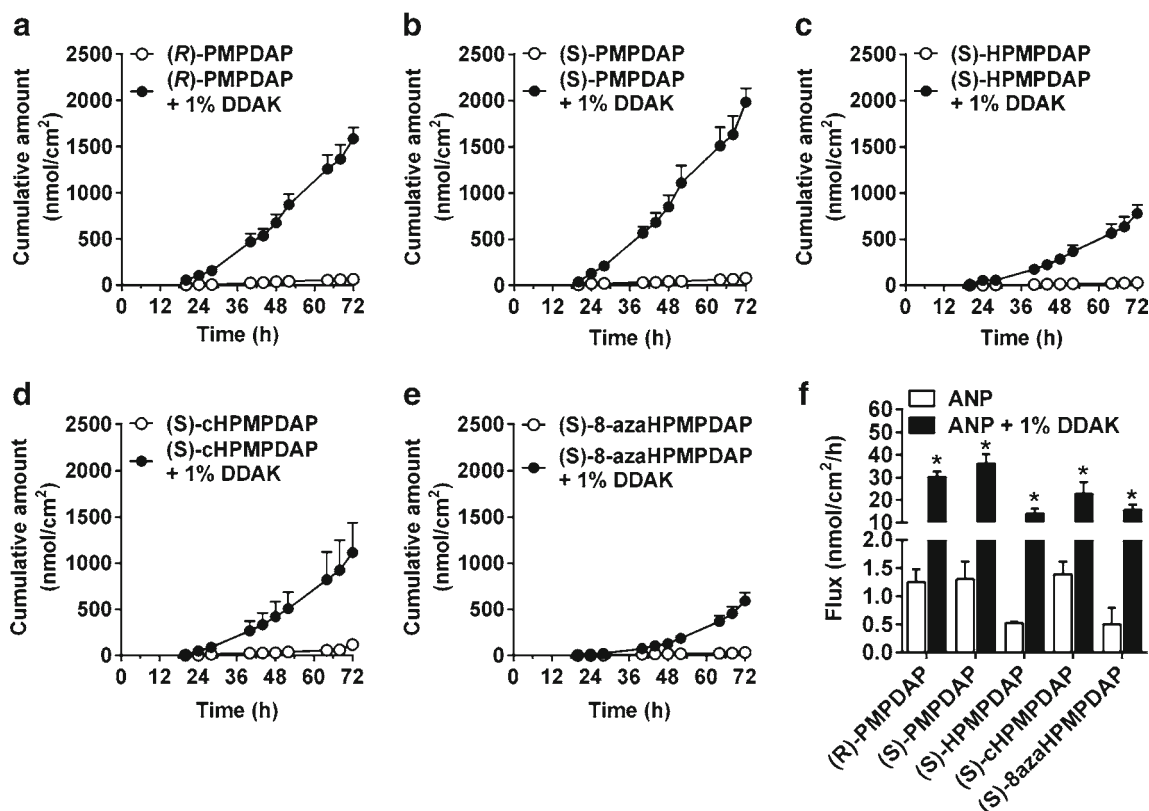 a
(R)-PMPDAP
(R)-PMPDAP
+ 1% DDAK
2500
2000
1500
1000
500
0
Cumulative amount
(nmol/cm²)
0 12 24 36 48 60 72
Time (h)
b
(S)-PMPDAP
(S)-PMPDAP
+ 1% DDAK
2500
2000
1500
1000
500
0
Cumulative amount
(nmol/cm²)
0 12 24 36 48 60 72
Time (h)
c
(S)-HPMPDAP
(S)-HPMPDAP
+ 1% DDAK
2500
2000
1500
1000
500
0
Cumulative amount
(nmol/cm²)
0 12 24 36 48 60 72
Time (h)
d
(S)-cHPMPDAP
(S)-cHPMPDAP
+ 1% DDAK
2500
2000
1500
1000
500
0
Cumulative amount
(nmol/cm²)
0 12 24 36 48 60 72
Time (h)
e
(S)-8-azaHPMPDAP
(S)-8-azaHPMPDAP
+ 1% DDAK
2500
2000
1500
1000
500
0
Cumulative amount
(nmol/cm²)
0 12 24 36 48 60 72
Time (h)
f
ANP
ANP + 1% DDAK
60
50
40
30
20
10
2.0
1.5
1.0
0.5
0.0
Flux (nmol/cm²/h)
* * * * *
(R)-PMPDAP
(S)-PMPDAP
(S)-HPMPDAP
(S)-cHPMPDAP
(S)-8azaHPMPDAP